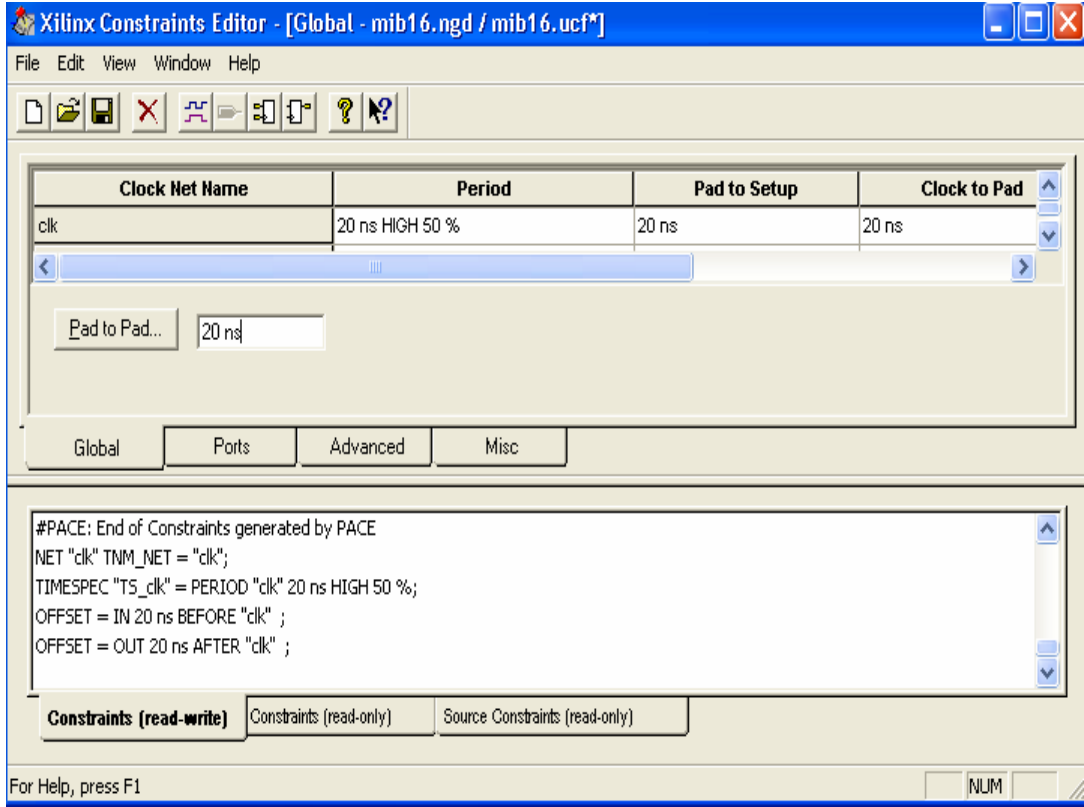 Xilinx Constraints Editor - [Global - mib16.ngd / mib16.ucf*]
File Edit View Window Help
Clock Net Name Period Pad to Setup Clock to Pad
clk 20 ns HIGH 50 % 20 ns 20 ns
Pad to Pad... 20 ns
Global Ports Advanced Misc
#PACE: End of Constraints generated by PACE
NET "clk" TNM_NET = "clk";
TIMESPEC "TS_clk" = PERIOD "clk" 20 ns HIGH 50 %;
OFFSET = IN 20 ns BEFORE "clk" ;
OFFSET = OUT 20 ns AFTER "clk" ;
Constraints (read-write) Constraints (read-only) Source Constraints (read-only)
For Help, press F1 NUM